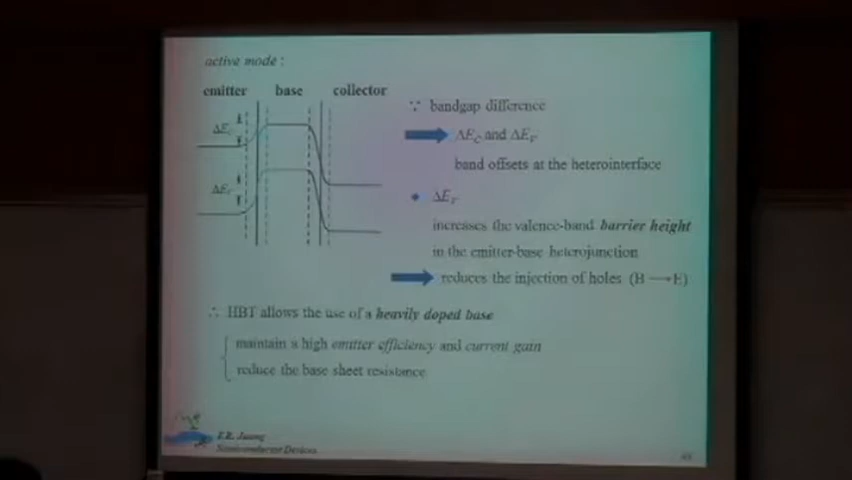 active mode :
emitter base collector
∵ bandgap difference
ΔE_C
ΔE_C and ΔE_V
band offsets at the heterointerface
ΔE_V
increases the valence-band barrier height
in the emitter-base heterojunction
reduces the injection of holes (B → E)
∴ HBT allows the use of a heavily doped base
maintain a high emitter efficiency and current gain
reduce the base sheet resistance
Semiconductor Devices